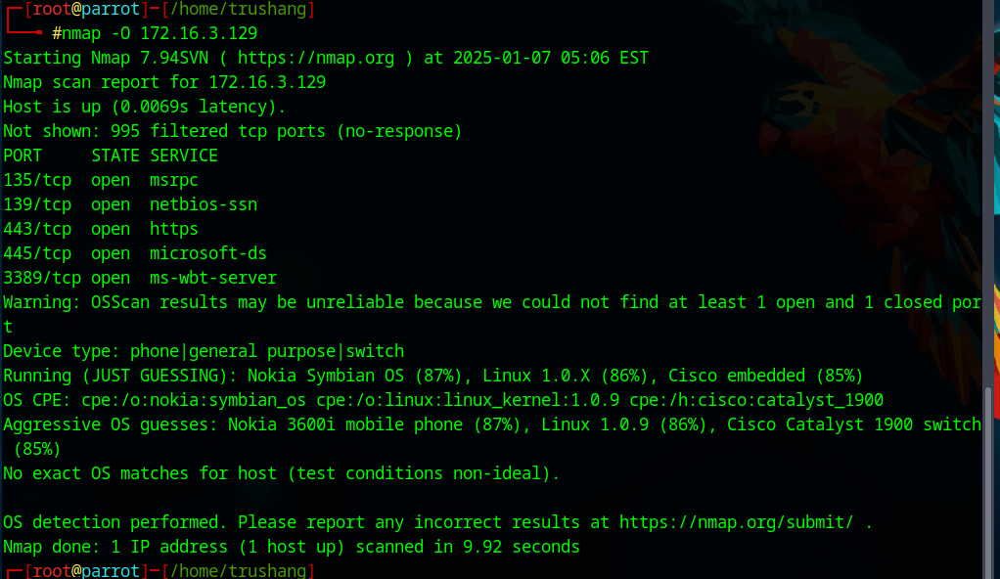 ┌─[root@parrot]─[/home/trushang]
└──╼ #nmap -O 172.16.3.129
Starting Nmap 7.94SVN ( https://nmap.org ) at 2025-01-07 05:06 EST
Nmap scan report for 172.16.3.129
Host is up (0.0069s latency).
Not shown: 995 filtered tcp ports (no-response)
PORT     STATE SERVICE
135/tcp  open  msrpc
139/tcp  open  netbios-ssn
443/tcp  open  https
445/tcp  open  microsoft-ds
3389/tcp open  ms-wbt-server
Warning: OSScan results may be unreliable because we could not find at least 1 open and 1 closed por
t
Device type: phone|general purpose|switch
Running (JUST GUESSING): Nokia Symbian OS (87%), Linux 1.0.X (86%), Cisco embedded (85%)
OS CPE: cpe:/o:nokia:symbian_os cpe:/o:linux:linux_kernel:1.0.9 cpe:/h:cisco:catalyst_1900
Aggressive OS guesses: Nokia 3600i mobile phone (87%), Linux 1.0.9 (86%), Cisco Catalyst 1900 switch
 (85%)
No exact OS matches for host (test conditions non-ideal).

OS detection performed. Please report any incorrect results at https://nmap.org/submit/ .
Nmap done: 1 IP address (1 host up) scanned in 9.92 seconds
┌─[root@parrot]─[/home/trushang]